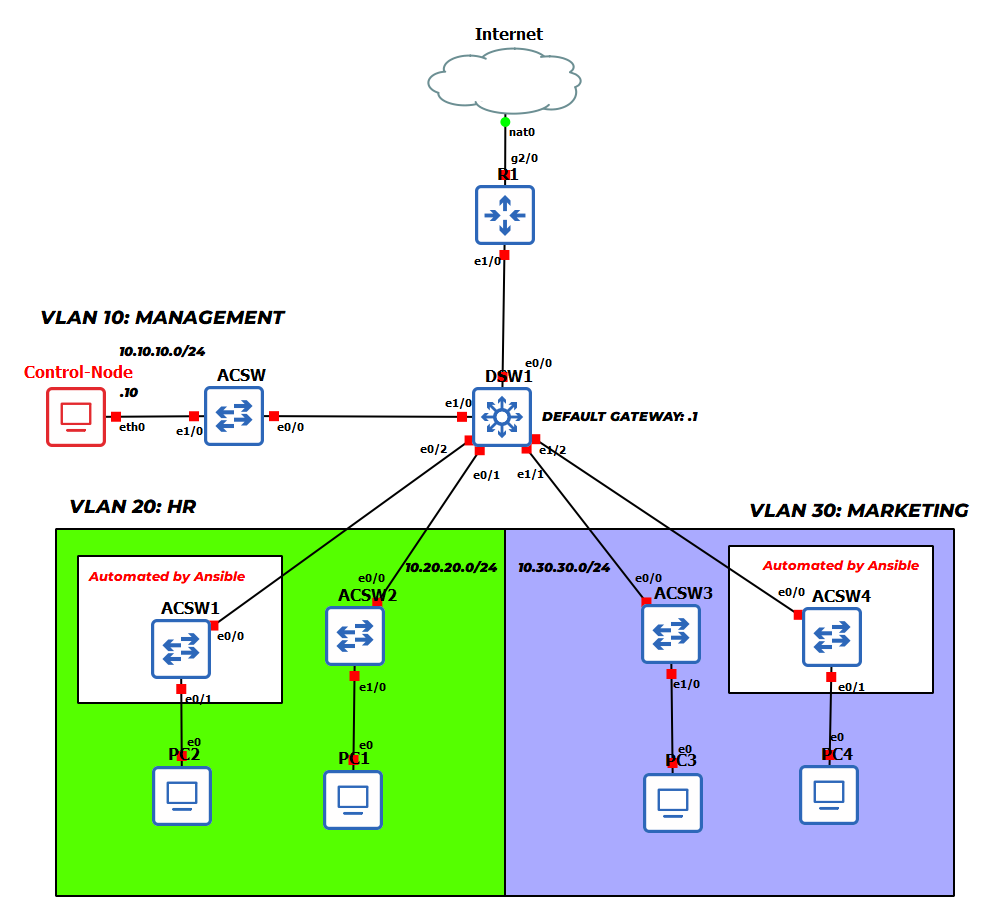 Internet
nat0
g2/0
R1
e1/0
VLAN 10: MANAGEMENT
10.10.10.0/24
Control-Node
.10
eth0
ACSW
e1/0
e0/0
e0/0
DSW1
e1/0
DEFAULT GATEWAY: .1
e0/2
e0/1
e1/1
e1/2
VLAN 20: HR
VLAN 30: MARKETING
Automated by Ansible
ACSW1
e0/0
e0/1
e0
PC2
10.20.20.0/24
e0/0
ACSW2
e1/0
e0
PC1
10.30.30.0/24
e0/0
ACSW3
e1/0
e0
PC3
Automated by Ansible
e0/0
ACSW4
e0/1
e0
PC4